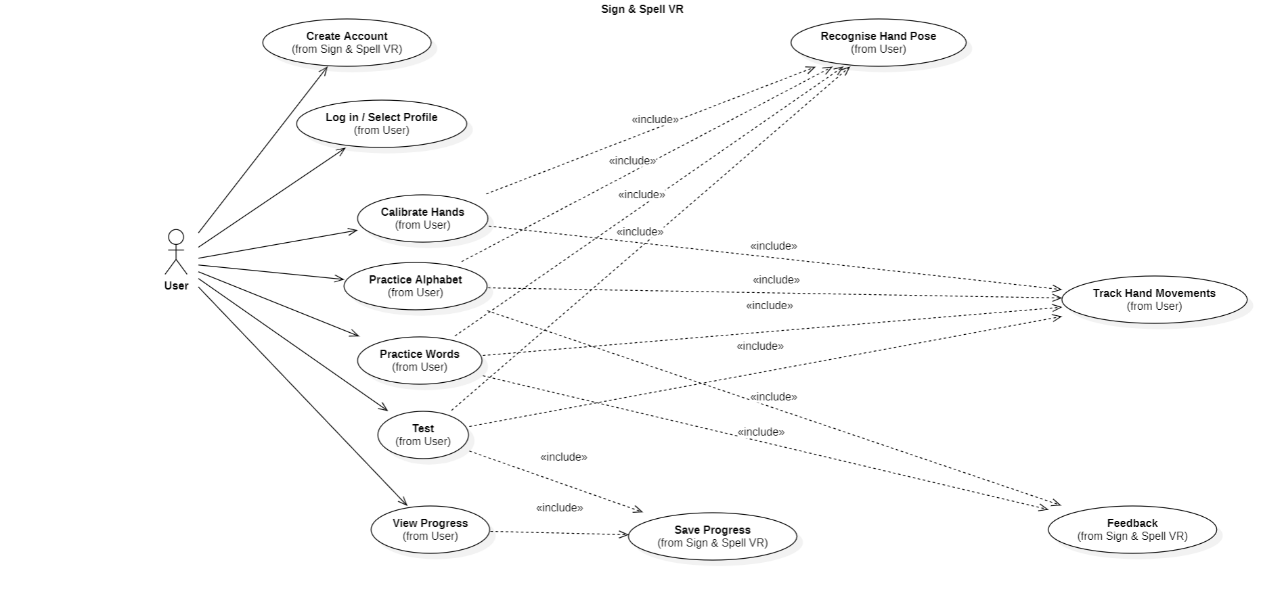 Sign & Spell VR
Create Account
(from Sign & Spell VR)
Recognise Hand Pose
(from User)
Log in / Select Profile
(from User)
«include»
«include»
«include»
Calibrate Hands
(from User)
«include»
«include»
User
Practice Alphabet
(from User)
«include»
Track Hand Movements
(from User)
«include»
Practice Words
(from User)
«include»
«include»
Test
(from User)
«include»
«include»
«include»
View Progress
(from User)
Save Progress
(from Sign & Spell VR)
Feedback
(from Sign & Spell VR)